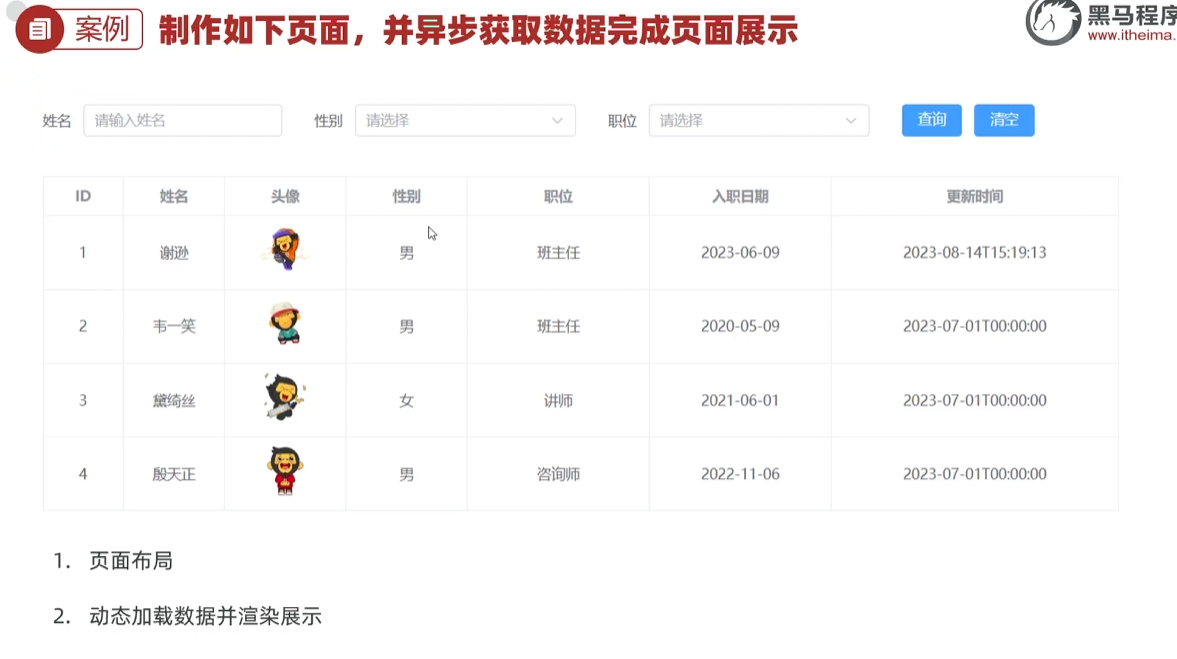 案例 制作如下页面，并异步获取数据完成页面展示
黑马程序
www.itheima.
姓名 请输入姓名 性别 请选择 职位 请选择 查询 清空
ID 姓名 头像 性别 职位 入职日期 更新时间
1 谢逊 男 班主任 2023-06-09 2023-08-14T15:19:13
2 韦一笑 男 班主任 2020-05-09 2023-07-01T00:00:00
3 黛绮丝 女 讲师 2021-06-01 2023-07-01T00:00:00
4 殷天正 男 咨询师 2022-11-06 2023-07-01T00:00:00
1. 页面布局
2. 动态加载数据并渲染展示